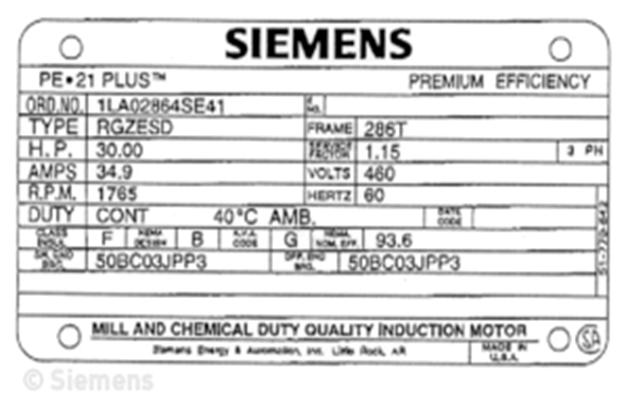 SIEMENS
PE•21 PLUS™ PREMIUM EFFICIENCY
ORD.NO. 1LA02864SE41 NO.
TYPE RGZESD FRAME 286T
H.P. 30.00 SERVICE FACTOR 1.15 3 PH
AMPS 34.9 VOLTS 460
R.P.M. 1765 HERTZ 60
DUTY CONT 40°C AMB. DATE CODE
CLASS INSUL F NEMA DESIGN B K.V.A. CODE G NEMA NOM. EFF. 93.6
SH. END BRG. 50BC03JPP3 OPP. END BRG. 50BC03JPP3
MILL AND CHEMICAL DUTY QUALITY INDUCTION MOTOR
Siemens Energy & Automation, Inc. Little Rock, AR MADE IN U.S.A.
SA
© Siemens